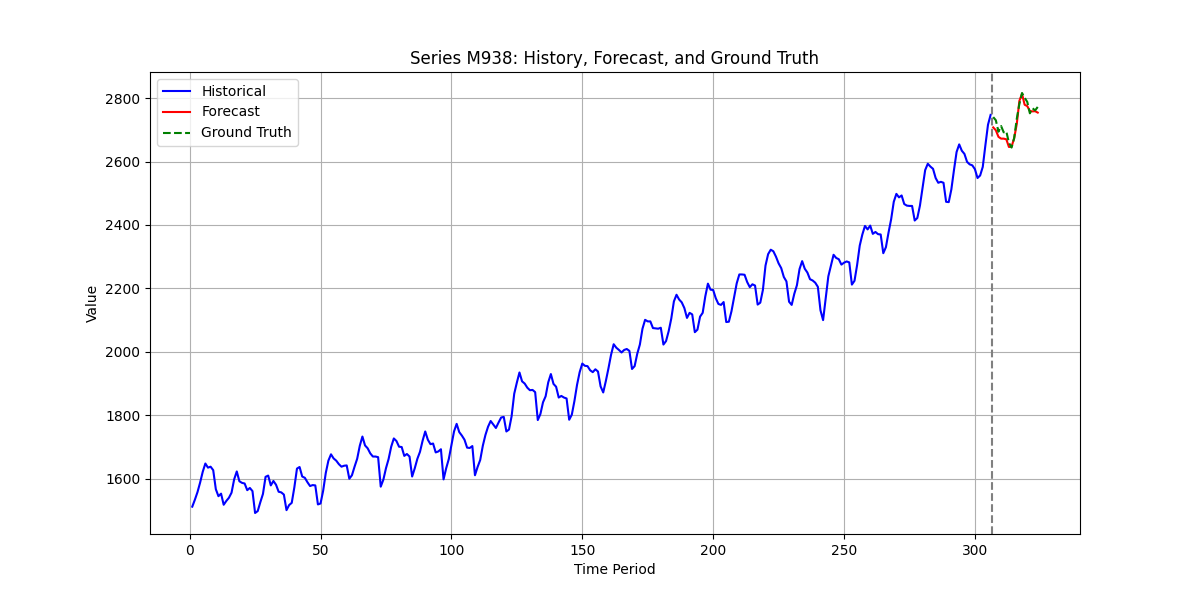 Series M938: History, Forecast, and Ground Truth
Historical
Forecast
Ground Truth
Value
2800
2600
2400
2200
2000
1800
1600
0 50 100 150 200 250 300
Time Period